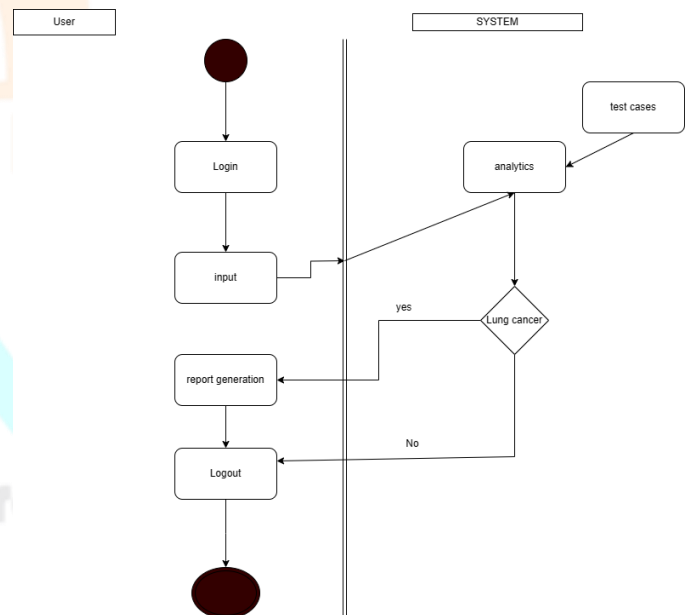 User
SYSTEM
test cases
Login
analytics
input
yes
Lung cancer
report generation
No
Logout